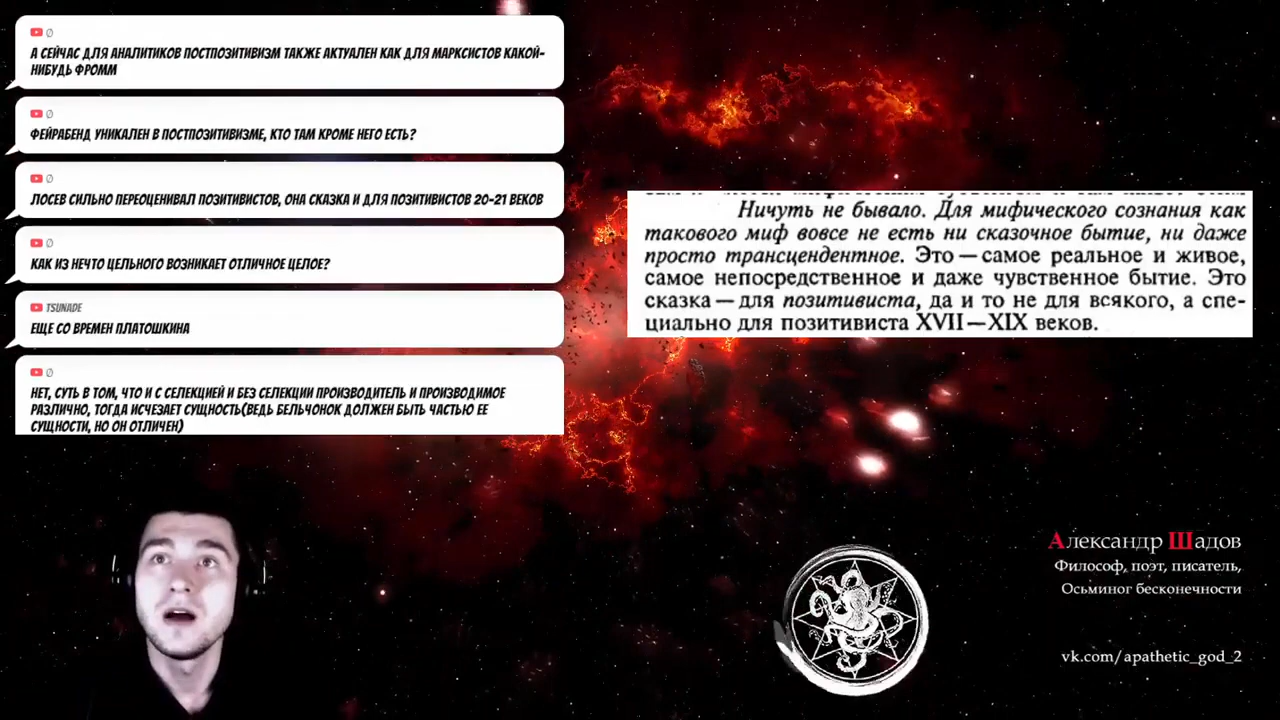 Ø
А СЕЙЧАС ДЛЯ АНАЛИТИКОВ ПОСТПОЗИТИВИЗМ ТАКЖЕ АКТУАЛЕН КАК ДЛЯ МАРКСИСТОВ КАКОЙ-
НИБУДЬ ФРОММ
Ø
ФЕЙРАБЕНД УНИКАЛЕН В ПОСТПОЗИТИВИЗМЕ, КТО ТАМ КРОМЕ НЕГО ЕСТЬ?
Ø
ЛОСЕВ СИЛЬНО ПЕРЕОЦЕНИВАЛ ПОЗИТИВИСТОВ, ОНА СКАЗКА И ДЛЯ ПОЗИТИВИСТОВ 20-21 ВЕКОВ
Ø
КАК ИЗ НЕЧТО ЦЕЛЬНОГО ВОЗНИКАЕТ ОТЛИЧНОЕ ЦЕЛОЕ?
TSUNADE
ЕЩЕ СО ВРЕМЕН ПЛАТОШКИНА
Ø
НЕТ, СУТЬ В ТОМ, ЧТО И С СЕЛЕКЦИЕЙ И БЕЗ СЕЛЕКЦИИ ПРОИЗВОДИТЕЛЬ И ПРОИЗВОДИМОЕ
РАЗЛИЧНО, ТОГДА ИСЧЕЗАЕТ СУЩНОСТЬ(ВЕДЬ БЕЛЬЧОНОК ДОЛЖЕН БЫТЬ ЧАСТЬЮ ЕЕ
СУЩНОСТИ, НО ОН ОТЛИЧЕН)
Ничуть не бывало. Для мифического сознания как
такового миф вовсе не есть ни сказочное бытие, ни даже
просто трансцендентное. Это — самое реальное и живое,
самое непосредственное и даже чувственное бытие. Это
сказка — для позитивиста, да и то не для всякого, а спе-
циально для позитивиста XVII—XIX веков.
Александр Шадов
Философ, поэт, писатель,
Осьминог бесконечности
vk.com/apathetic_god_2